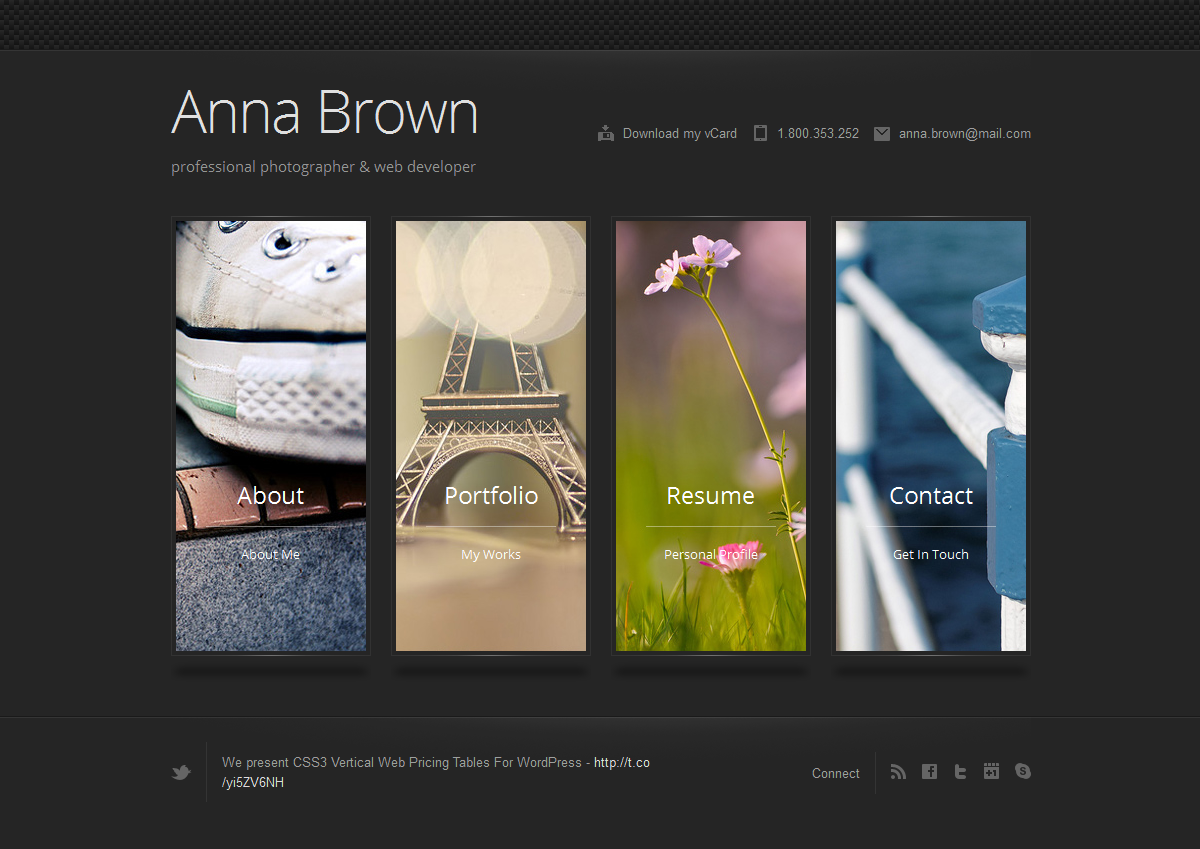 Anna Brown
Download my vCard 1.800.353.252 anna.brown@mail.com
professional photographer & web developer
About
About Me
Portfolio
My Works
Resume
Personal Profile
Contact
Get In Touch
We present CSS3 Vertical Web Pricing Tables For WordPress - http://t.co
/yi5ZV6NH
Connect